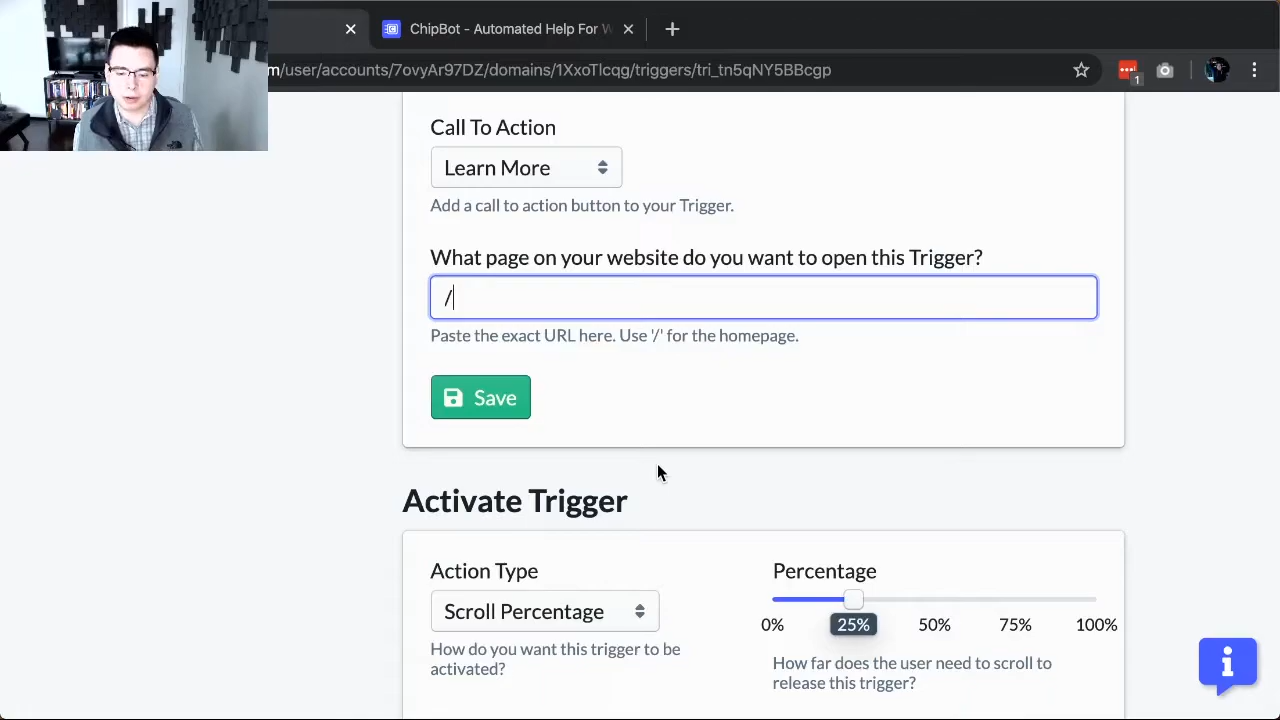 ChipBot - Automated Help For W
m/user/accounts/7ovyAr97DZ/domains/1XxoTlcqg/triggers/tri_tn5qNY5BBcgp
1
Call To Action
Learn More
Add a call to action button to your Trigger.
What page on your website do you want to open this Trigger?
/
Paste the exact URL here. Use '/' for the homepage.
Save
Activate Trigger
Action Type
Percentage
Scroll Percentage
0% 25% 50% 75% 100%
How do you want this trigger to be
activated?
How far does the user need to scroll to
release this trigger?